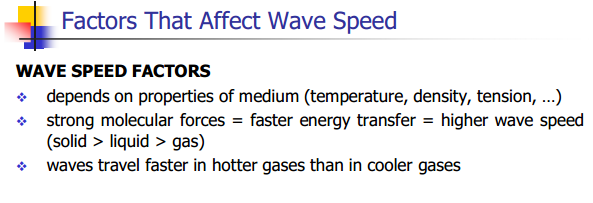 Factors That Affect Wave Speed
WAVE SPEED FACTORS
❖ depends on properties of medium (temperature, density, tension, …)
❖ strong molecular forces = faster energy transfer = higher wave speed
(solid > liquid > gas)
❖ waves travel faster in hotter gases than in cooler gases